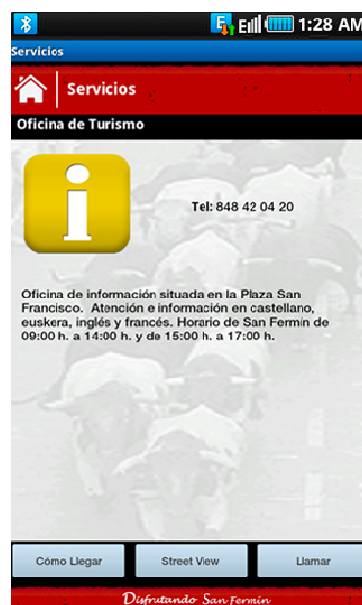 E 1:28 AM
Servicios
Servicios
Oficina de Turismo
i
Tel: 848 42 04 20
Oficina de información situada en la Plaza San
Francisco. Atención e información en castellano,
euskera, inglés y francés. Horario de San Fermín de
09:00 h. a 14:00 h. y de 15:00 h. a 17:00 h.
Cómo Llegar
Street View
Llamar
Disfrutando San Fermín